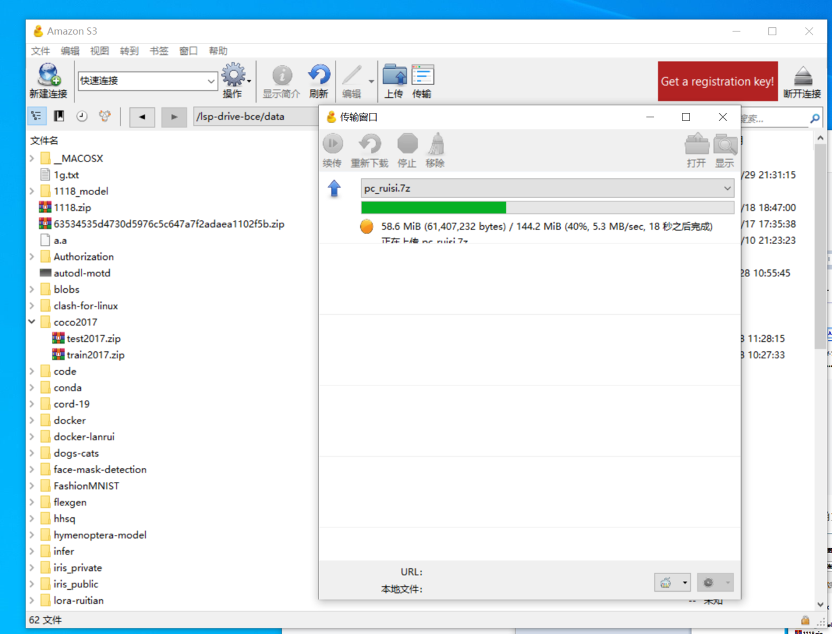 Amazon S3
文件 编辑 视图 转到 书签 窗口 帮助
新建连接 快速连接 操作 显示简介 刷新 编辑 上传 传输 Get a registration key! 断开连接
/lsp-drive-bce/data
传输窗口
续传 重新下载 停止 移除 打开 显示
pc_ruisi.7z
58.6 MiB (61,407,232 bytes) / 144.2 MiB (40%, 5.3 MB/sec, 18 秒之后完成)
正在上传 pc_ruisi.7z
文件名
__MACOSX
1g.txt /29 21:31:15
1118_model
1118.zip /18 18:47:00
63534535d4730d5976c5c647a7f2adaea1102f5b.zip /17 17:35:38
a.a /10 21:23:23
Authorization
autodl-motd 28 10:55:45
blobs
clash-for-linux
coco2017
test2017.zip 11:28:15
train2017.zip 10:27:33
code
conda
cord-19
docker
docker-lanrui
dogs-cats
face-mask-detection
FashionMNIST
flexgen
hhsq
hymenoptera-model
infer
iris_private
iris_public
lora-ruitian -- 未知
URL:
本地文件:
62 文件